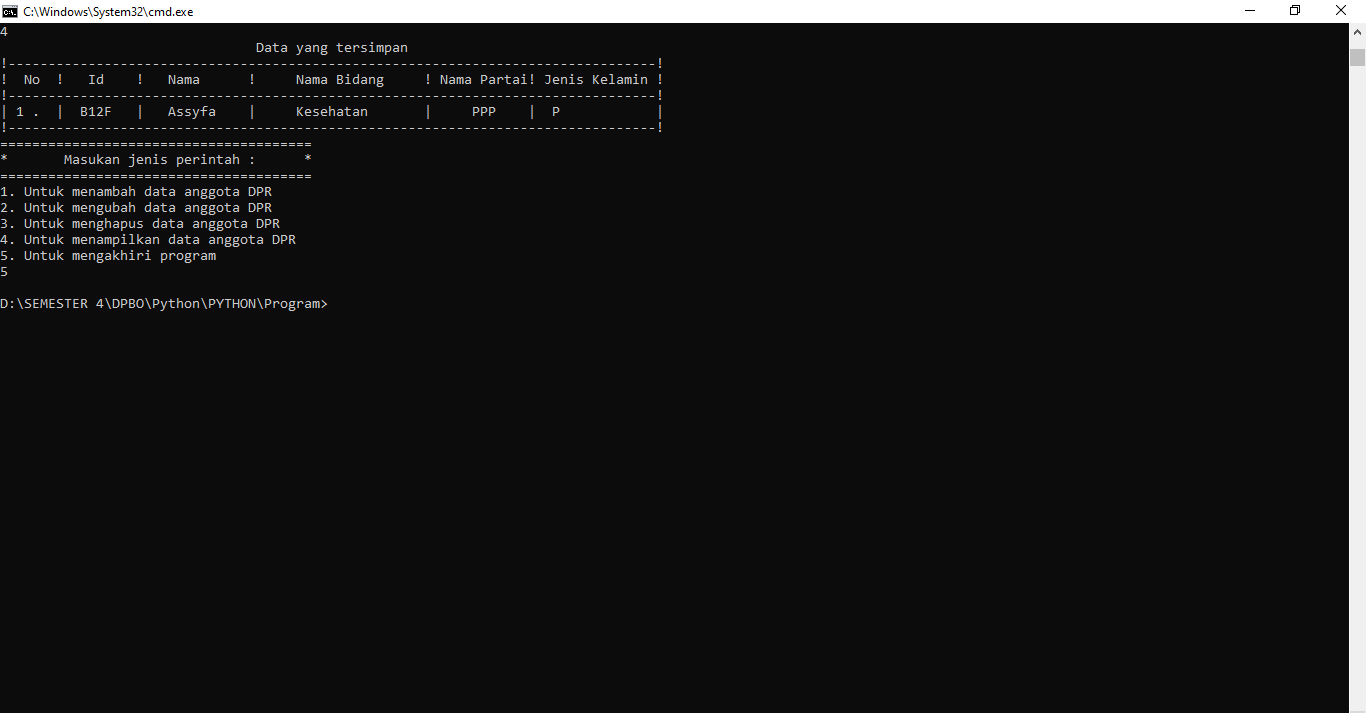 C:\Windows\System32\cmd.exe
4
                                Data yang tersimpan
!---------------------------------------------------------------------------------!
!  No  !   Id    !   Nama      !     Nama Bidang     ! Nama Partai! Jenis Kelamin !
!---------------------------------------------------------------------------------!
| 1 .  |  B12F   |   Assyfa    |     Kesehatan       |     PPP    |  P            |
!---------------------------------------------------------------------------------!
=======================================
*       Masukan jenis perintah :      *
=======================================
1. Untuk menambah data anggota DPR
2. Untuk mengubah data anggota DPR
3. Untuk menghapus data anggota DPR
4. Untuk menampilkan data anggota DPR
5. Untuk mengakhiri program
5
D:\SEMESTER 4\DPBO\Python\PYTHON\Program>